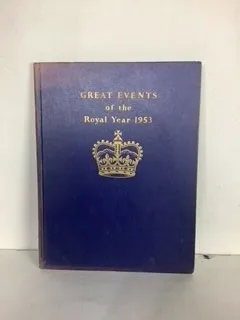 GREAT EVENTS
of the
Royal Year 1953